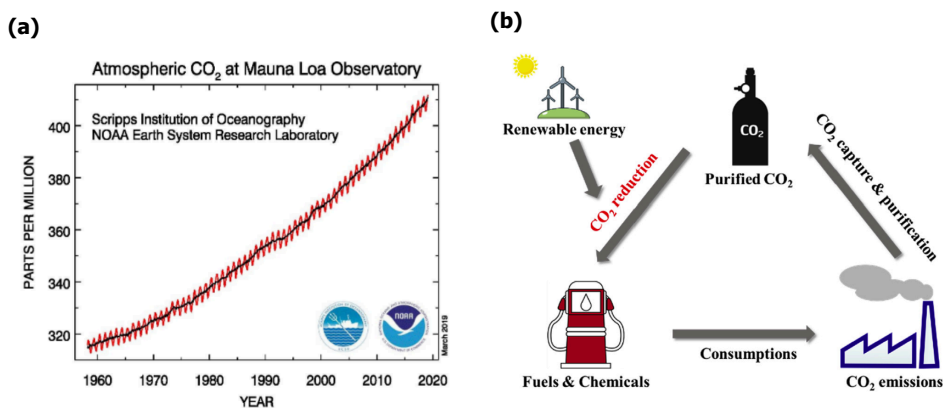 (a)
Atmospheric CO₂ at Mauna Loa Observatory
Scripps Institution of Oceanography
NOAA Earth System Research Laboratory
PARTS PER MILLION
400
380
360
340
320
1960
1970
1980
1990
2000
2010
2020
YEAR
NOAA
March 2019
(b)
Renewable energy
CO₂
Purified CO₂
CO₂ reduction
CO₂ capture & purification
Fuels & Chemicals
Consumptions
CO₂ emissions